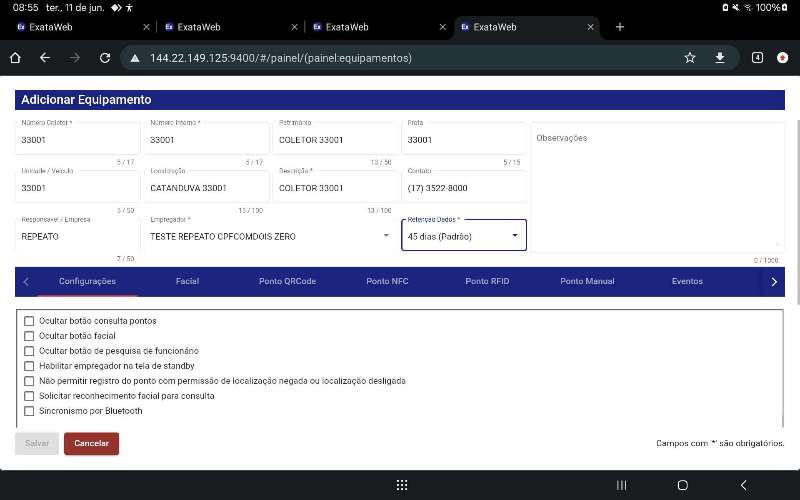 08:55 ter., 11 de jun.
100%
ExataWeb
ExataWeb
ExataWeb
ExataWeb
144.22.149.125:9400/#/painel/(painel:equipamentos)
4
Adicionar Equipamento
Número Coletor *
33001
5 / 17
Número Interno *
33001
5 / 17
Patrimônio
COLETOR 33001
13 / 50
Frota
33001
5 / 15
Observações
0 / 1000
Unidade / Veículo
33001
5 / 50
Localização
CATANDUVA 33001
15 / 100
Descrição *
COLETOR 33001
13 / 100
Contato
(17) 3522-8000
Responsável / Empresa
REPEATO
7 / 50
Empregador *
TESTE REPEATO CPFCOMDOIS ZERO
Retenção Dados *
45 dias (Padrão)
Configurações
Facial
Ponto QRCode
Ponto NFC
Ponto RFID
Ponto Manual
Eventos
Ocultar botão consulta pontos
Ocultar botão facial
Ocultar botão de pesquisa de funcionário
Habilitar empregador na tela de standby
Não permitir registro do ponto com permissão de localização negada ou localização desligada
Solicitar reconhecimento facial para consulta
Sincronismo por Bluetooth
Salvar
Cancelar
Campos com '*' são obrigatórios.